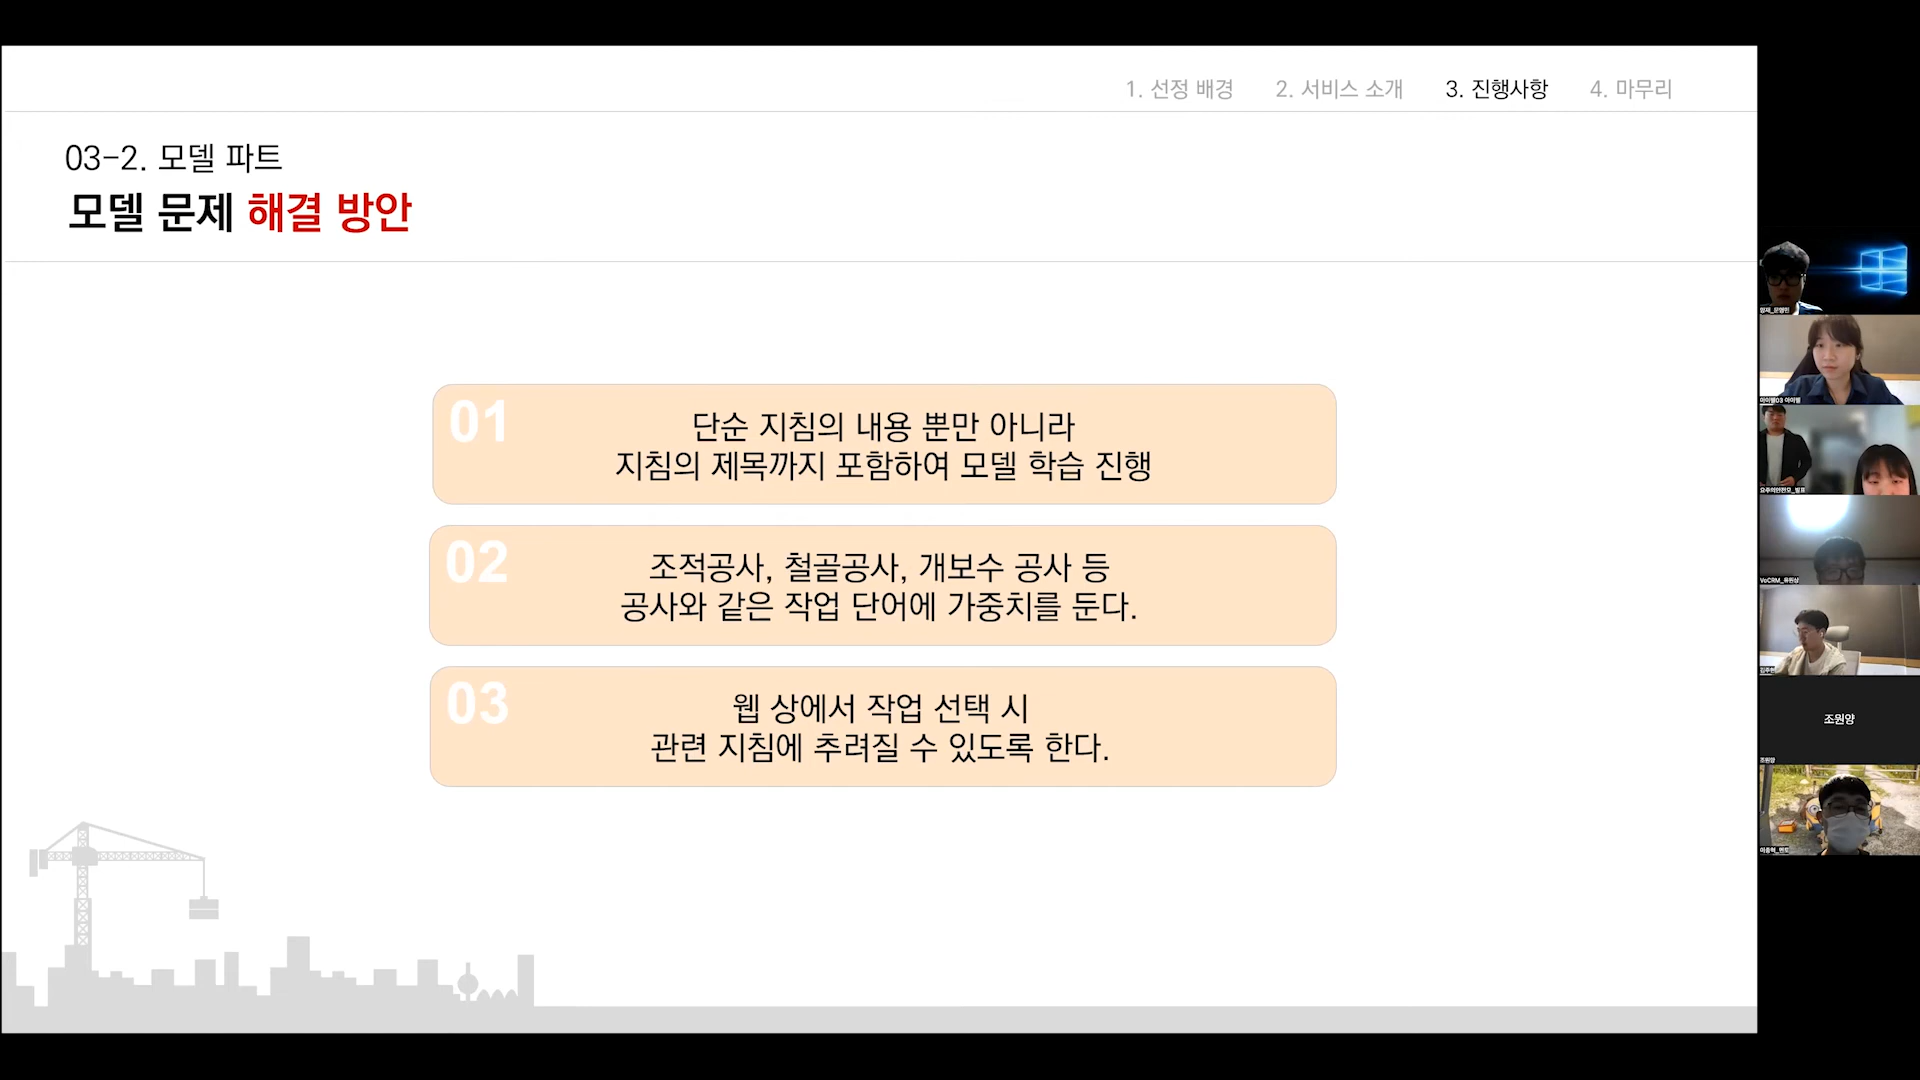 1. 선정 배경 2. 서비스 소개 3. 진행사항 4. 마무리
03-2. 모델 파트
모델 문제 해결 방안
01
단순 지침의 내용 뿐만 아니라
지침의 제목까지 포함하여 모델 학습 진행
02
조적공사, 철골공사, 개보수 공사 등
공사와 같은 작업 단어에 가중치를 둔다.
03
웹 상에서 작업 선택 시
관련 지침에 추려질 수 있도록 한다.
조원양
조원양